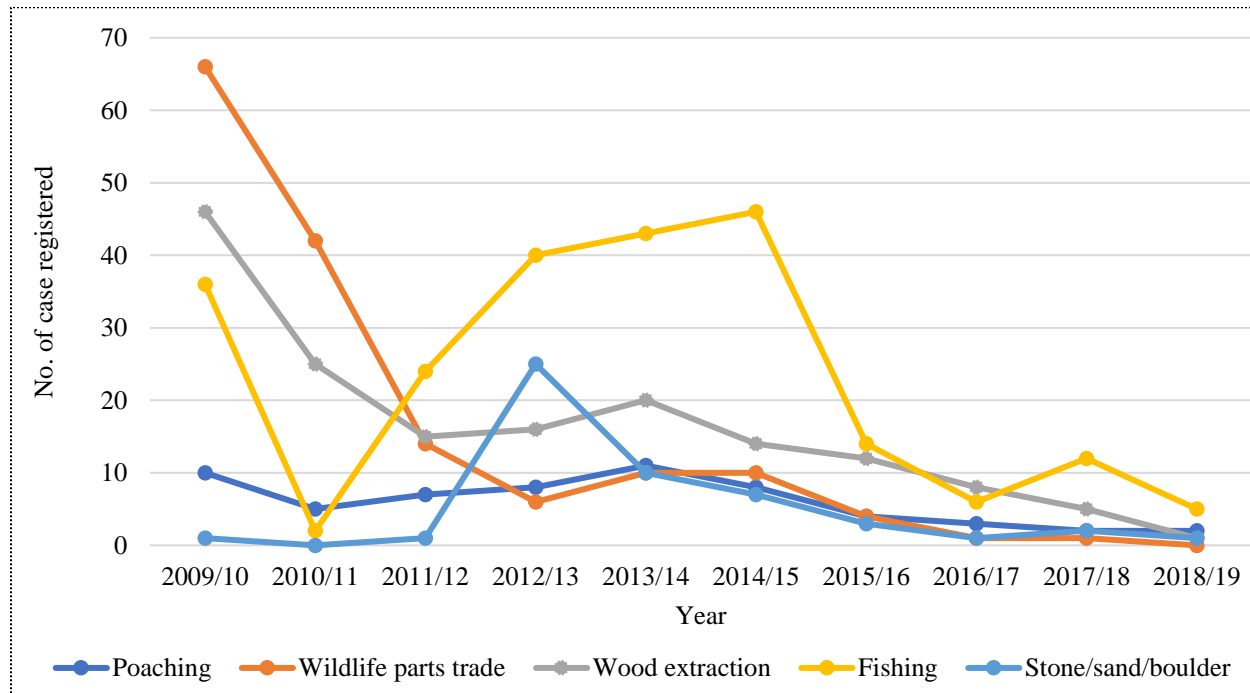 70
60
50
40
30
20
10
0
No. of case registered
2009/10 2010/11 2011/12 2012/13 2013/14 2014/15 2015/16 2016/17 2017/18 2018/19
Year
Poaching Wildlife parts trade Wood extraction Fishing Stone/sand/boulder